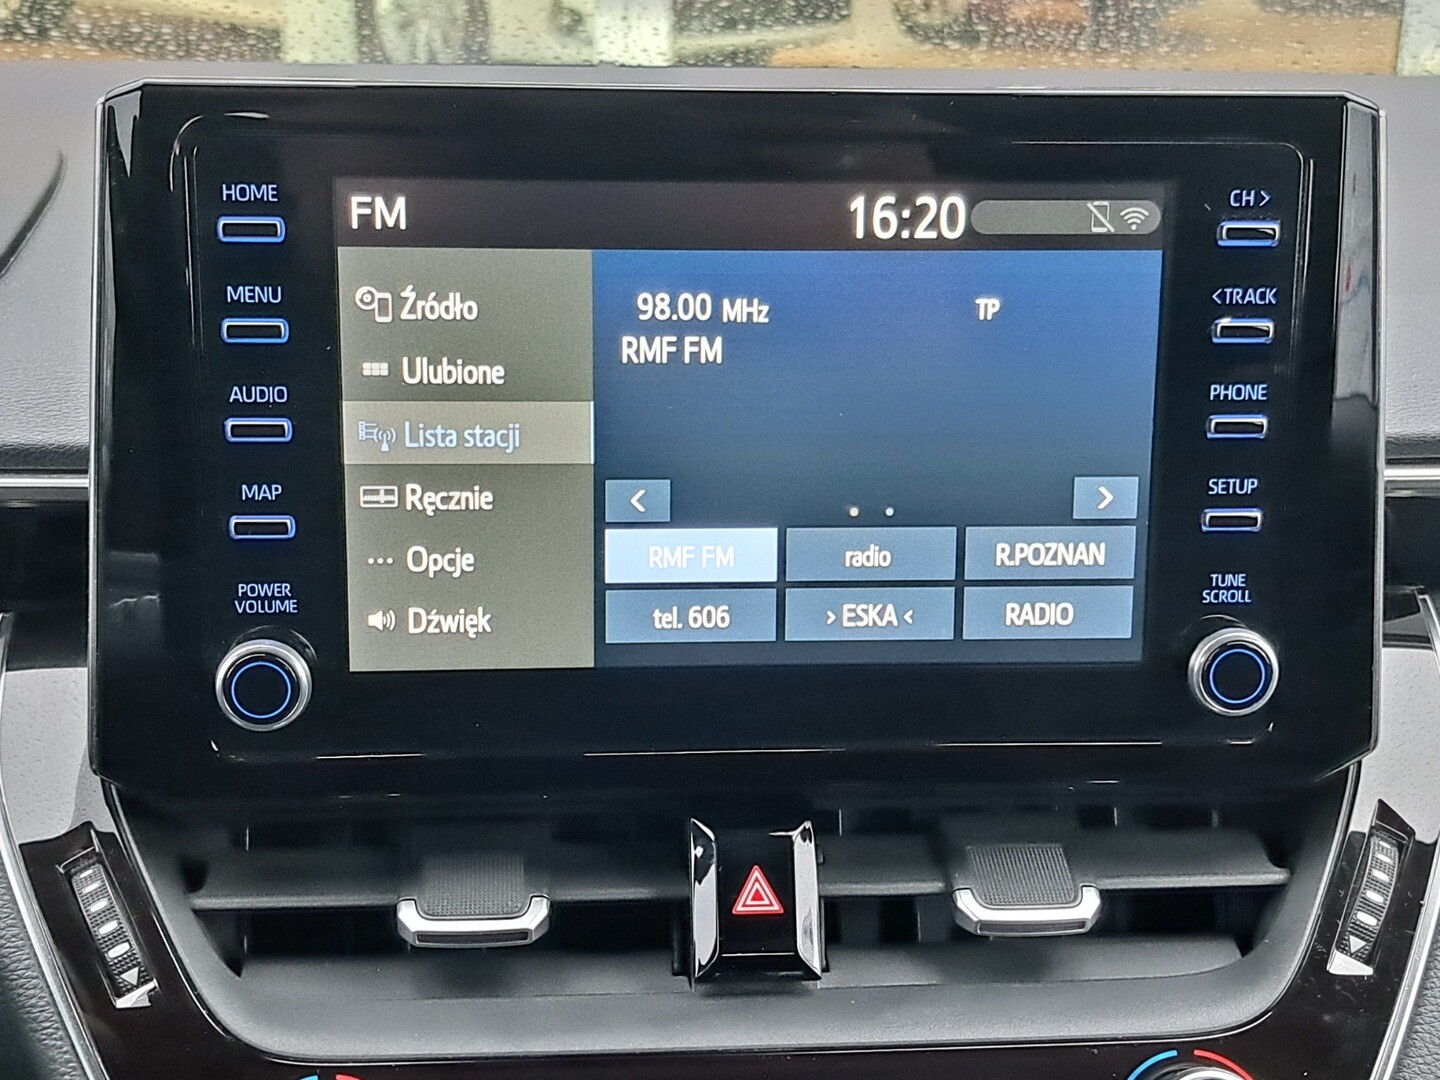 HOME
MENU
AUDIO
MAP
POWER
VOLUME
FM
16:20
Źródło
Ulubione
Lista stacji
Ręcznie
Opcje
Dźwięk
98.00 MHz
TP
RMF FM
<
>
RMF FM
radio
R.POZNAN
tel. 606
> ESKA <
RADIO
CH >
< TRACK
PHONE
SETUP
TUNE
SCROLL